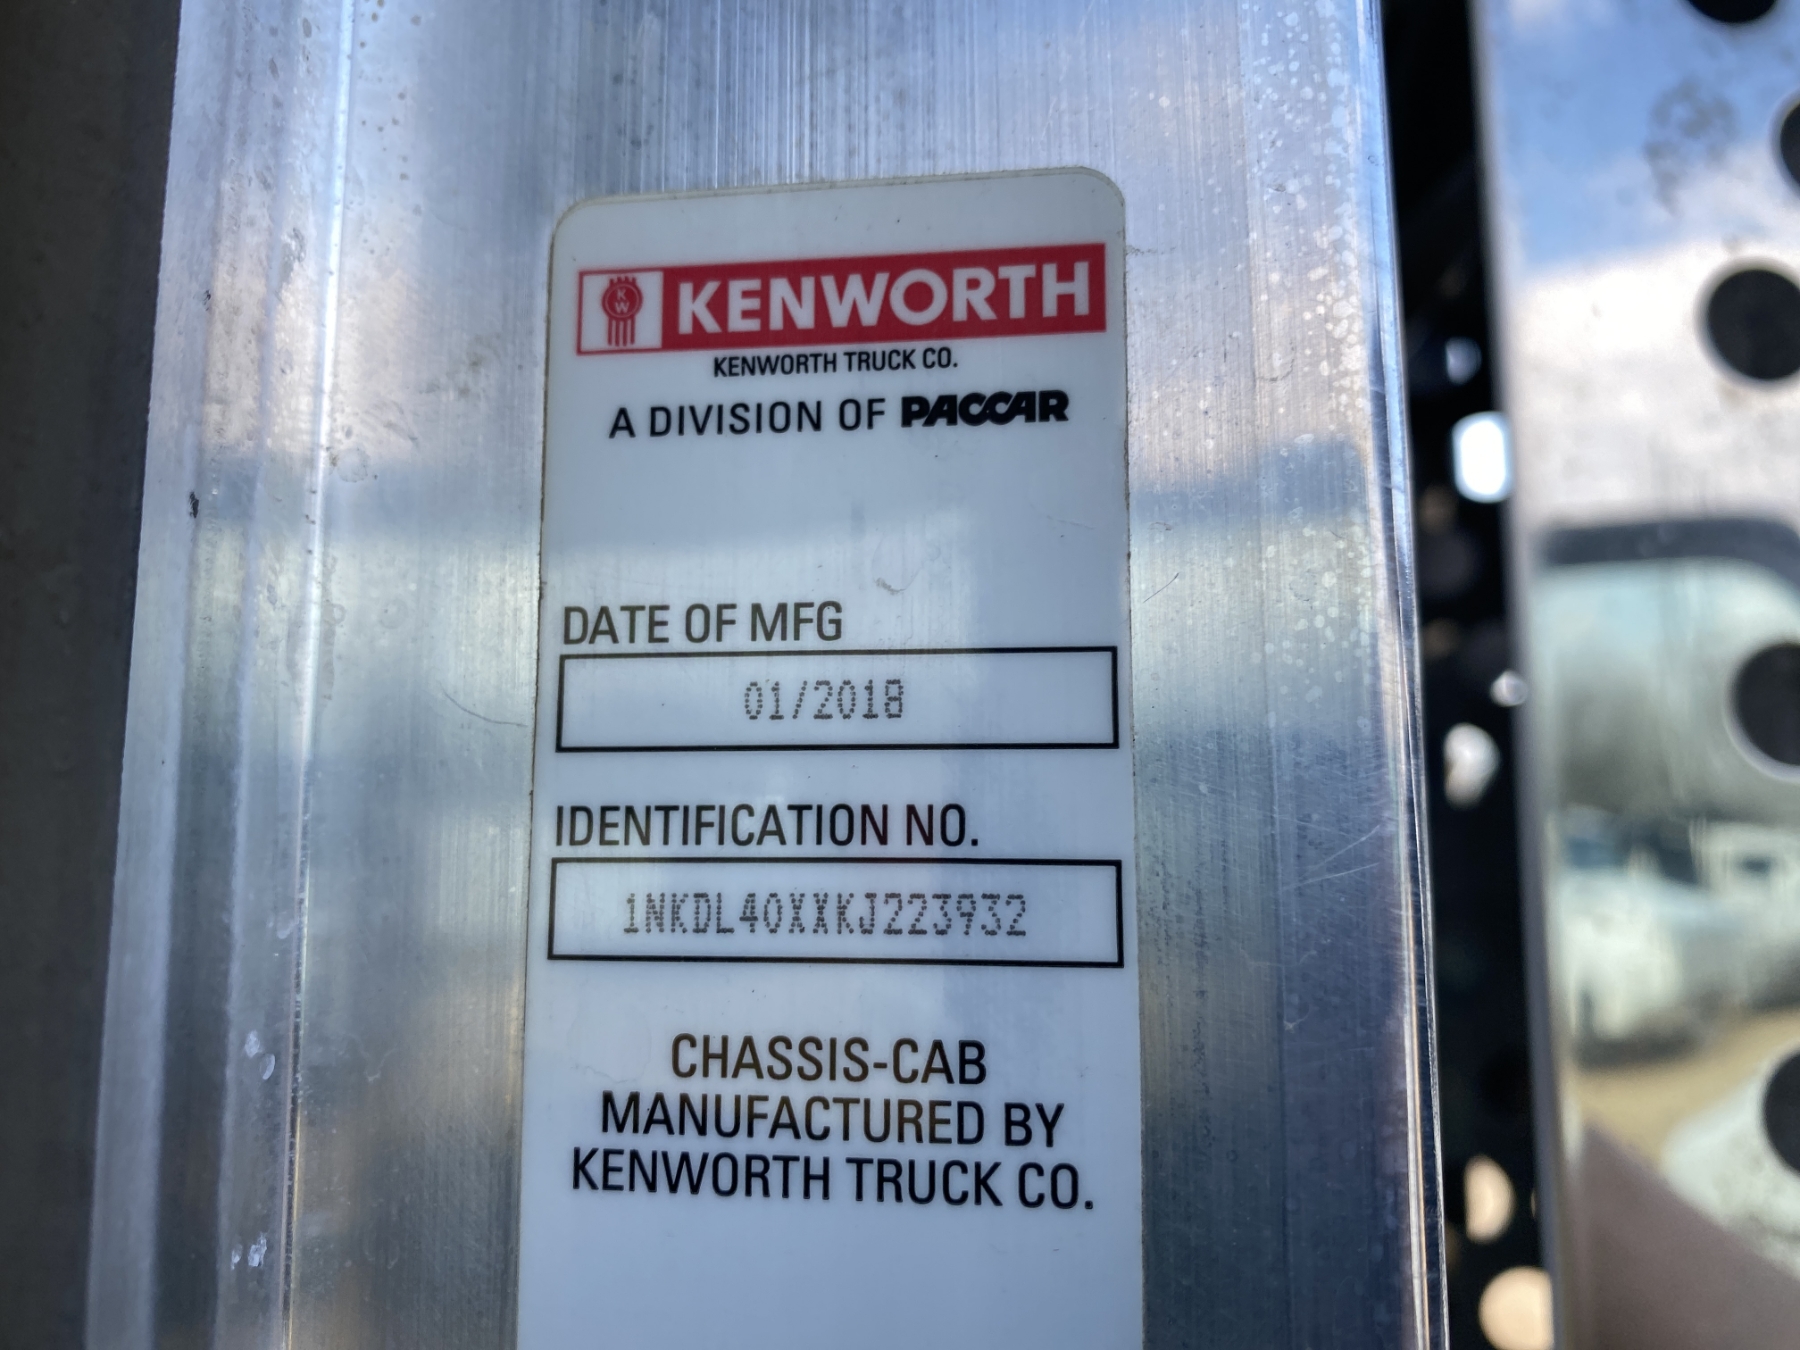 KW KENWORTH
KENWORTH TRUCK CO.
A DIVISION OF PACCAR
DATE OF MFG
01/2018
IDENTIFICATION NO.
1NKDL40XXKJ223932
CHASSIS-CAB
MANUFACTURED BY
KENWORTH TRUCK CO.